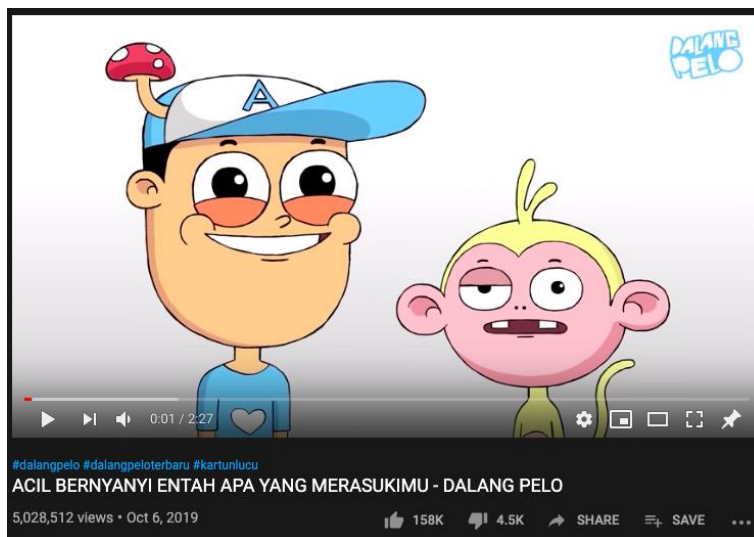 DALANG
PELO
A
0:01 / 2:27
#dalangpelo #dalangpeloterbaru #kartunlucu
ACIL BERNYANYI ENTAH APA YANG MERASUKIMU - DALANG PELO
5,028,512 views • Oct 6, 2019 158K 4.5K SHARE SAVE